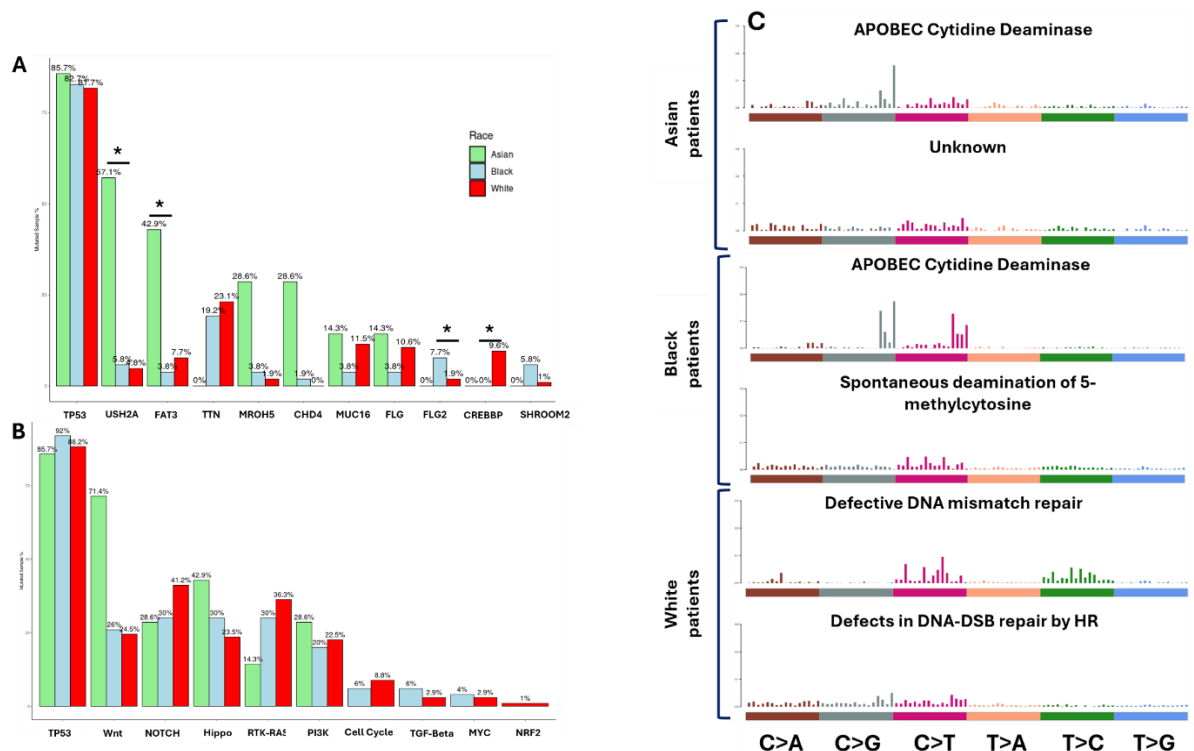 A
85.7%
82.7%
81.7%
57.1%
*
5.8%
4.8%
42.9%
*
3.8%
7.7%
0%
19.2%
23.1%
28.6%
3.8%
1.9%
28.6%
1.9%
0%
14.3%
3.8%
11.5%
14.3%
3.8%
10.6%
0%
7.7%
*
1.9%
0%
0%
*
9.6%
0%
5.8%
1%
Race
Asian
Black
White
Mutated Sample %
TP53 USH2A FAT3 TTN MROH5 CHD4 MUC16 FLG FLG2 CREBBP SHROOM2
B
85.7%
92%
88.2%
71.4%
26%
24.5%
28.6%
30%
41.2%
42.9%
30%
23.5%
14.3%
30%
36.3%
28.6%
20%
22.5%
6%
8.8%
6%
2.9%
4%
2.9%
1%
Mutated Sample %
TP53 Wnt NOTCH Hippo RTK-RAS PI3K Cell Cycle TGF-Beta MYC NRF2
C
Asian
patients
APOBEC Cytidine Deaminase
Unknown
Black
patients
APOBEC Cytidine Deaminase
Spontaneous deamination of 5-
methylcytosine
White
patients
Defective DNA mismatch repair
Defects in DNA-DSB repair by HR
C>A C>G C>T T>A T>C T>G